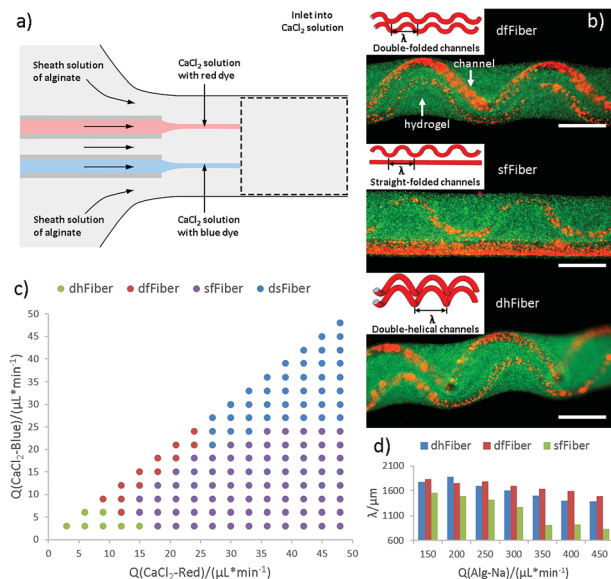 a)
Inlet into
CaCl2 solution
Sheath solution
of alginate
CaCl2 solution
with red dye
Sheath solution
of alginate
CaCl2 solution
with blue dye
b)
dfFiber
λ
Double-folded channels
channel
hydrogel
sfFiber
λ
Straight-folded channels
dhFiber
λ
Double-helical channels
c)
dhFiber dfFiber sfFiber dsFiber
Q(CaCl2-Blue)/(μL*min-1)
50
45
40
35
30
25
20
15
10
5
0
0 5 10 15 20 25 30 35 40 45 50
Q(CaCl2-Red)/(μL*min-1)
d)
dhFiber dfFiber sfFiber
λ/μm
2100
1600
1100
600
150 200 250 300 350 400 450
Q(Alg-Na)/(μL*min-1)